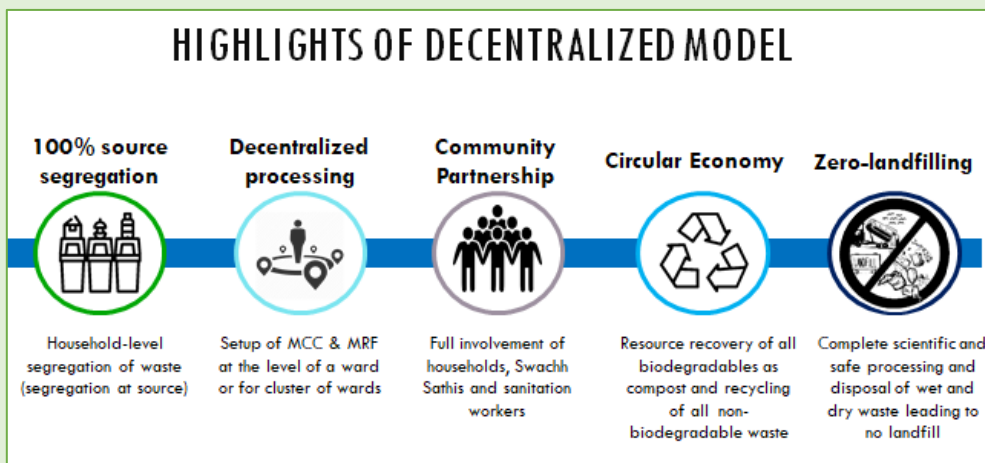 HIGHLIGHTS OF DECENTRALIZED MODEL
100% source
segregation
Decentralized
processing
Community
Partnership
Circular Economy
Zero-landfilling
LANDFILL
Household-level
segregation of waste
(segregation at source)
Setup of MCC & MRF
at the level of a ward
or for cluster of wards
Full involvement of
households, Swachh
Sathis and sanitation
workers
Resource recovery of all
biodegradables as
compost and recycling
of all non-
biodegradable waste
Complete scientific and
safe processing and
disposal of wet and
dry waste leading to
no landfill